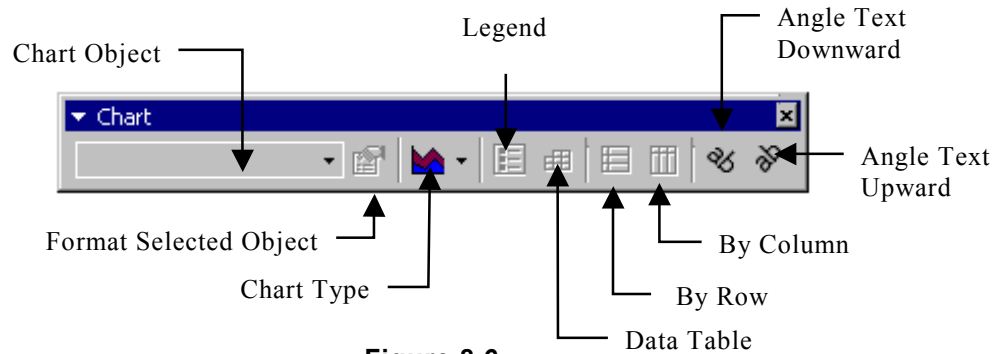 Angle Text
Downward
Legend
Chart Object
Chart
Angle Text
Upward
Format Selected Object
By Column
Chart Type
By Row
Data Table